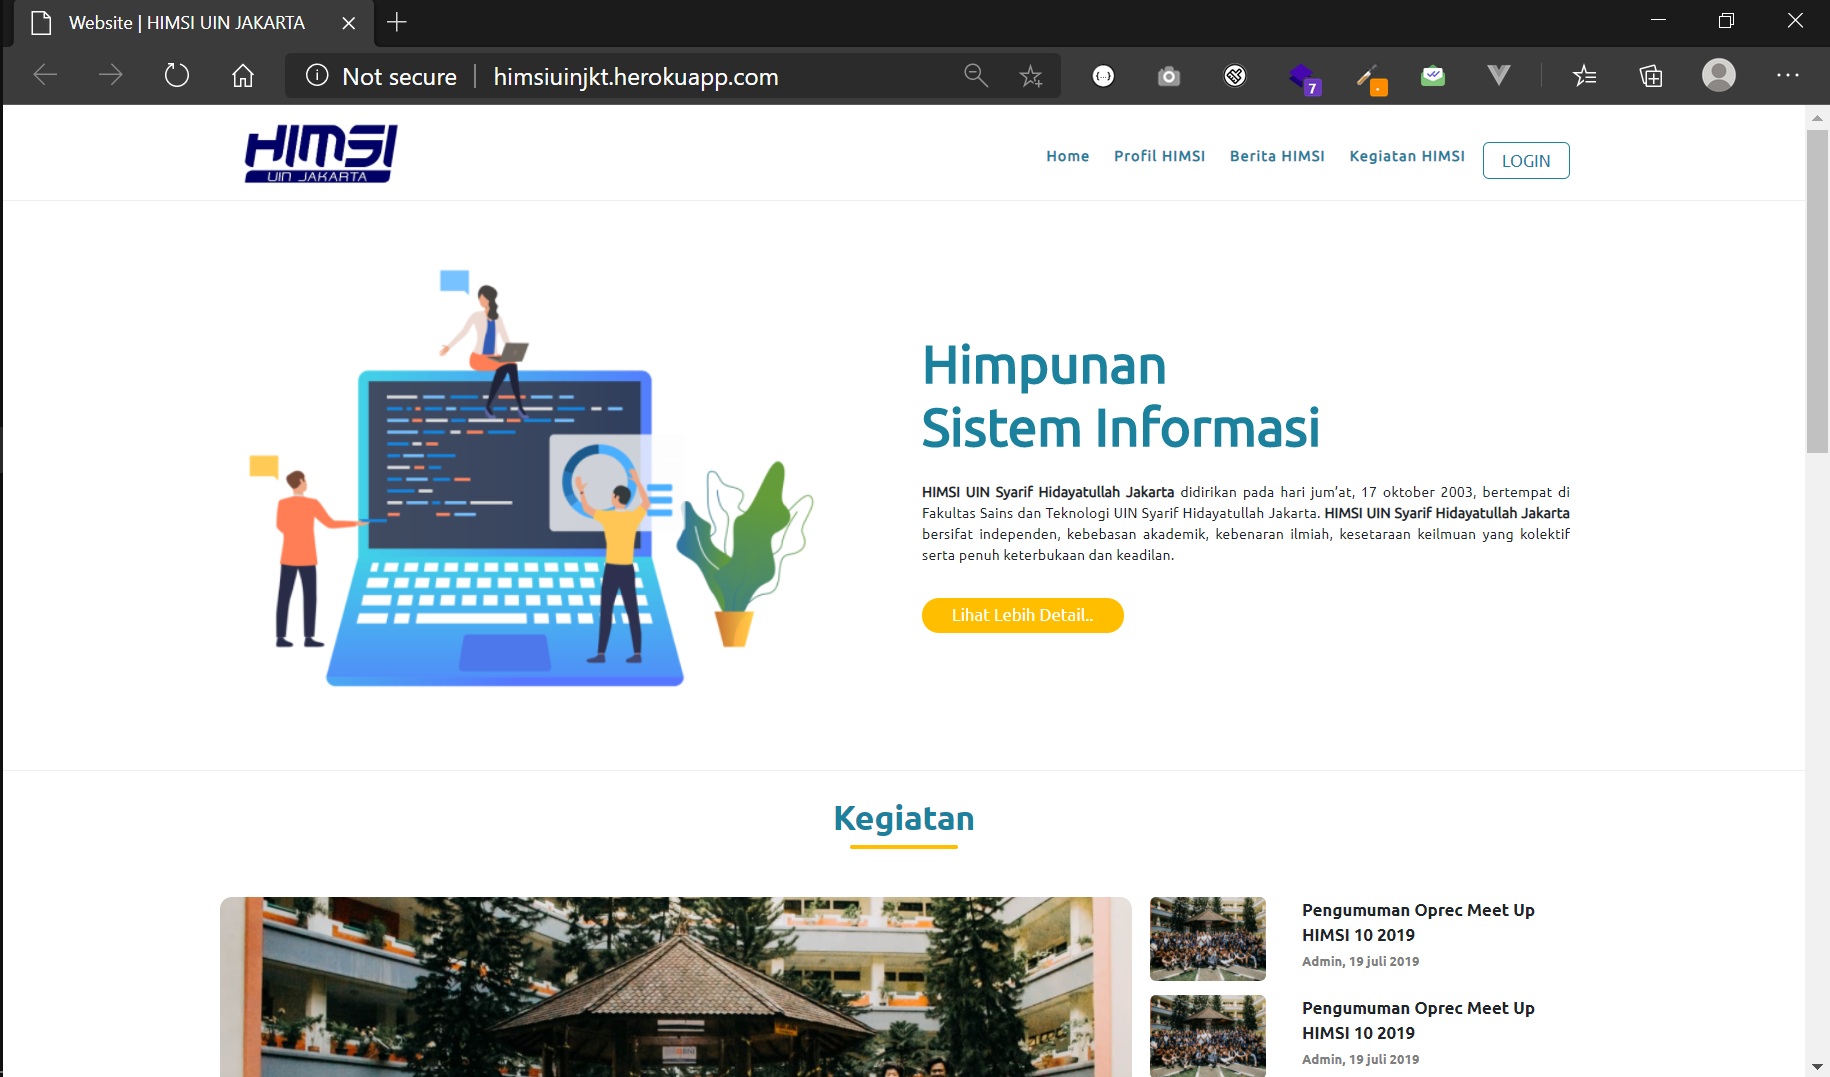 Website | HIMSI UIN JAKARTA
Not secure
himsiuinjkt.herokuapp.com
7
HIMSI
UIN JAKARTA
Home
Profil HIMSI
Berita HIMSI
Kegiatan HIMSI
LOGIN
Himpunan
Sistem Informasi
HIMSI UIN Syarif Hidayatullah Jakarta didirikan pada hari jum’at, 17 oktober 2003, bertempat di
Fakultas Sains dan Teknologi UIN Syarif Hidayatullah Jakarta. HIMSI UIN Syarif Hidayatullah Jakarta
bersifat independen, kebebasan akademik, kebenaran ilmiah, kesetaraan keilmuan yang kolektif
serta penuh keterbukaan dan keadilan.
Lihat Lebih Detail..
Kegiatan
Pengumuman Oprec Meet Up
HIMSI 10 2019
Admin, 19 juli 2019
Pengumuman Oprec Meet Up
HIMSI 10 2019
Admin, 19 juli 2019